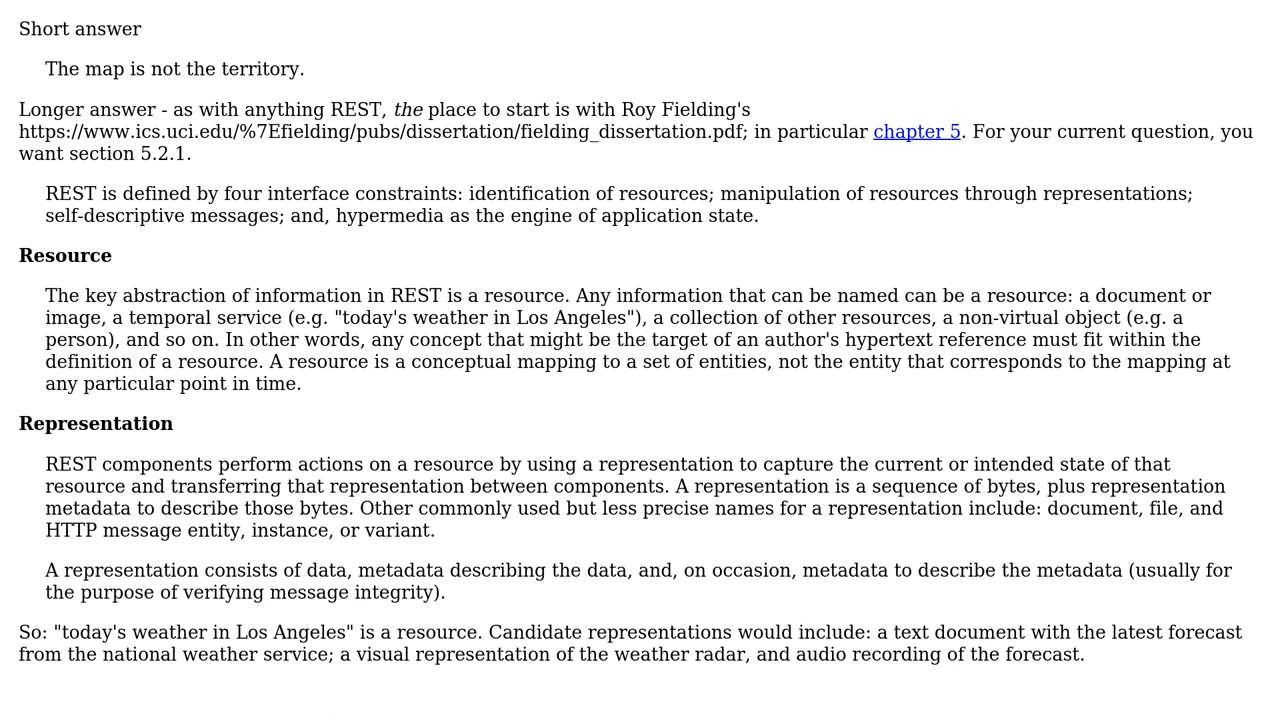 Short answer
The map is not the territory.
Longer answer - as with anything REST, the place to start is with Roy Fielding's
https://www.ics.uci.edu/%7Efielding/pubs/dissertation/fielding_dissertation.pdf; in particular chapter 5. For your current question, you
want section 5.2.1.
REST is defined by four interface constraints: identification of resources; manipulation of resources through representations;
self-descriptive messages; and, hypermedia as the engine of application state.
Resource
The key abstraction of information in REST is a resource. Any information that can be named can be a resource: a document or
image, a temporal service (e.g. "today's weather in Los Angeles"), a collection of other resources, a non-virtual object (e.g. a
person), and so on. In other words, any concept that might be the target of an author's hypertext reference must fit within the
definition of a resource. A resource is a conceptual mapping to a set of entities, not the entity that corresponds to the mapping at
any particular point in time.
Representation
REST components perform actions on a resource by using a representation to capture the current or intended state of that
resource and transferring that representation between components. A representation is a sequence of bytes, plus representation
metadata to describe those bytes. Other commonly used but less precise names for a representation include: document, file, and
HTTP message entity, instance, or variant.
A representation consists of data, metadata describing the data, and, on occasion, metadata to describe the metadata (usually for
the purpose of verifying message integrity).
So: "today's weather in Los Angeles" is a resource. Candidate representations would include: a text document with the latest forecast
from the national weather service; a visual representation of the weather radar, and audio recording of the forecast.